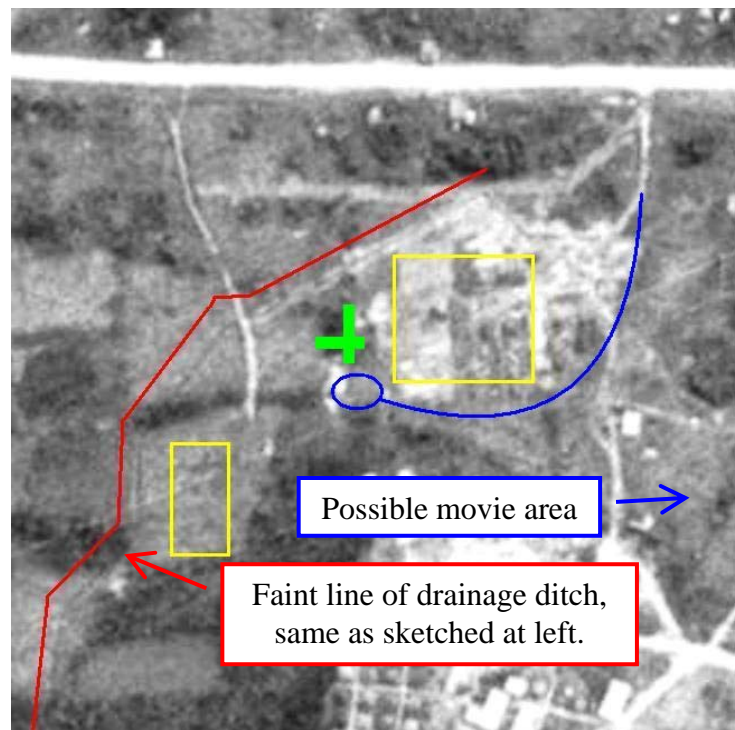 Possible movie area
Faint line of drainage ditch,
same as sketched at left.